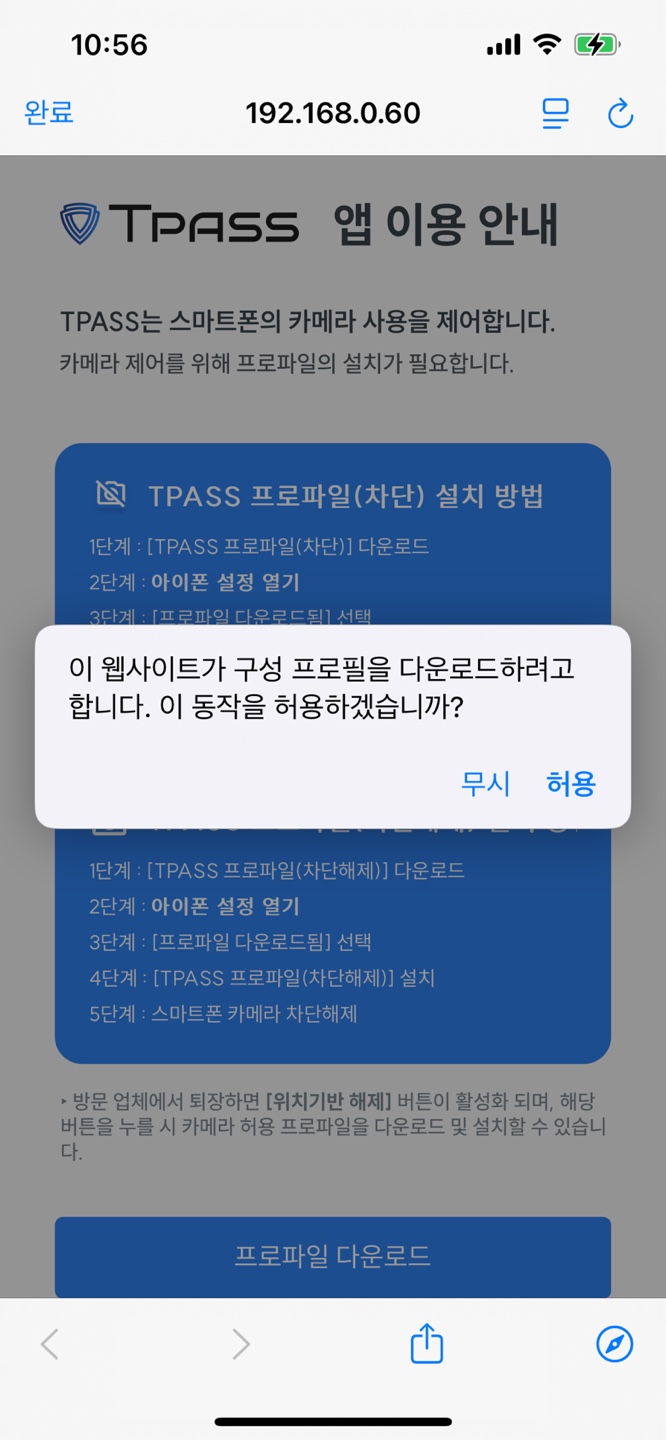 10:56
완료
192.168.0.60
TPASS 앱 이용 안내
TPASS는 스마트폰의 카메라 사용을 제어합니다.
카메라 제어를 위해 프로파일의 설치가 필요합니다.
TPASS 프로파일(차단) 설치 방법
1단계 : [TPASS 프로파일(차단)] 다운로드
2단계 : 아이폰 설정 열기
3단계 : [프로파일 다운로드됨] 선택
이 웹사이트가 구성 프로필을 다운로드하려고
합니다. 이 동작을 허용하겠습니까?
무시
허용
1단계 : [TPASS 프로파일(차단해제)] 다운로드
2단계 : 아이폰 설정 열기
3단계 : [프로파일 다운로드됨] 선택
4단계 : [TPASS 프로파일(차단해제)] 설치
5단계 : 스마트폰 카메라 차단해제
‣ 방문 업체에서 퇴장하면 [위치기반 해제] 버튼이 활성화 되며, 해당
버튼을 누를 시 카메라 허용 프로파일을 다운로드 및 설치할 수 있습니
다.
프로파일 다운로드